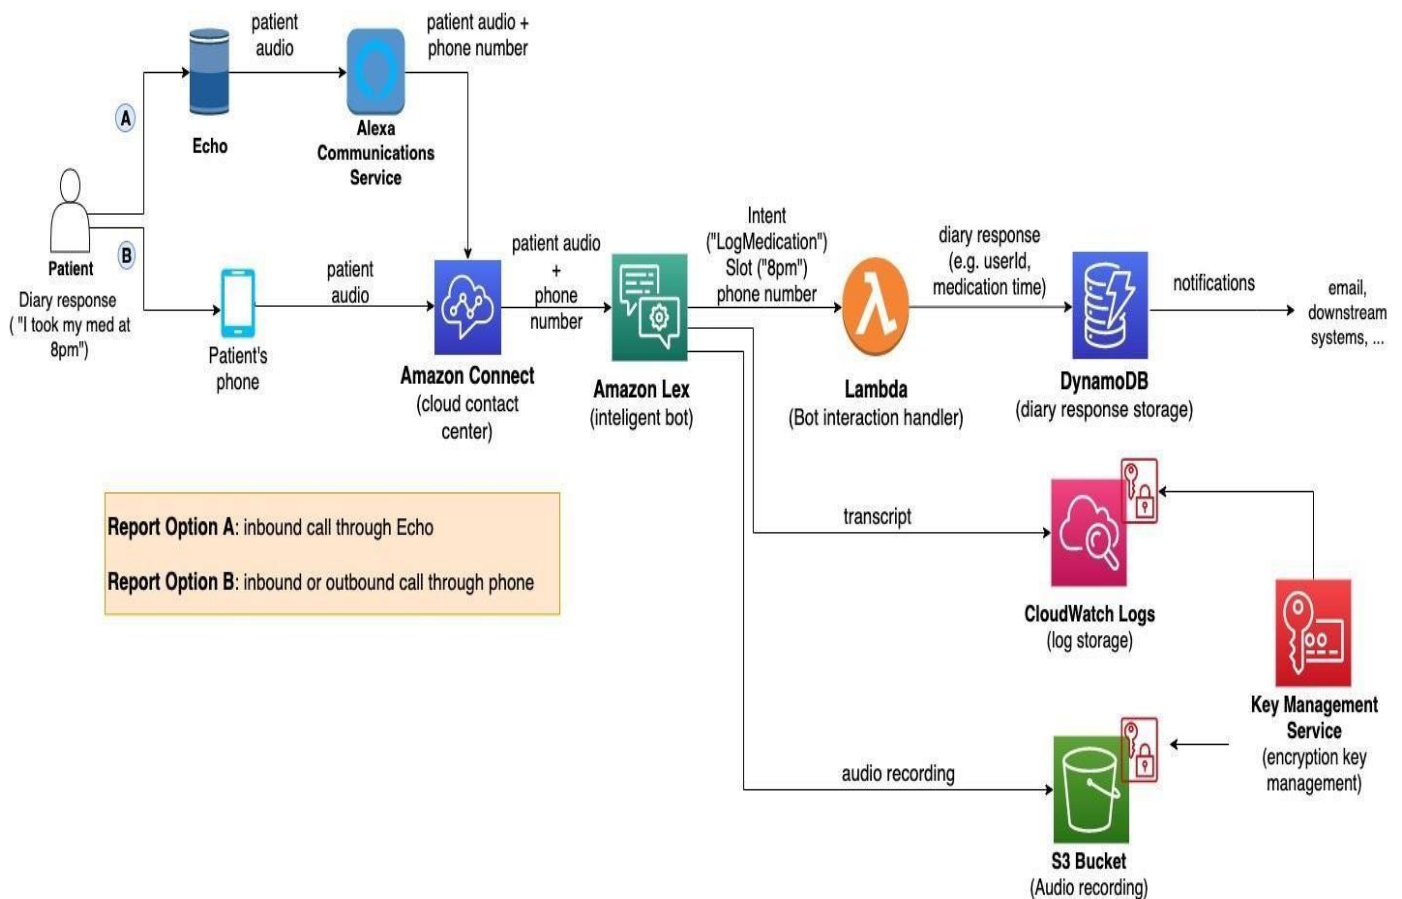 patient
audio
patient audio +
phone number
A
Echo
Alexa
Communications
Service
B
Patient
Diary response
( "I took my med at
8pm")
patient
audio
Patient's
phone
Amazon Connect
(cloud contact
center)
patient audio
+
phone
number
Amazon Lex
(inteligent bot)
Intent
("LogMedication")
Slot ("8pm")
phone number
Lambda
(Bot interaction handler)
diary response
(e.g. userId,
medication time)
DynamoDB
(diary response storage)
notifications
email,
downstream
systems, ...
Report Option A: inbound call through Echo
Report Option B: inbound or outbound call through phone
transcript
CloudWatch Logs
(log storage)
Key Management
Service
(encryption key
management)
audio recording
S3 Bucket
(Audio recording)